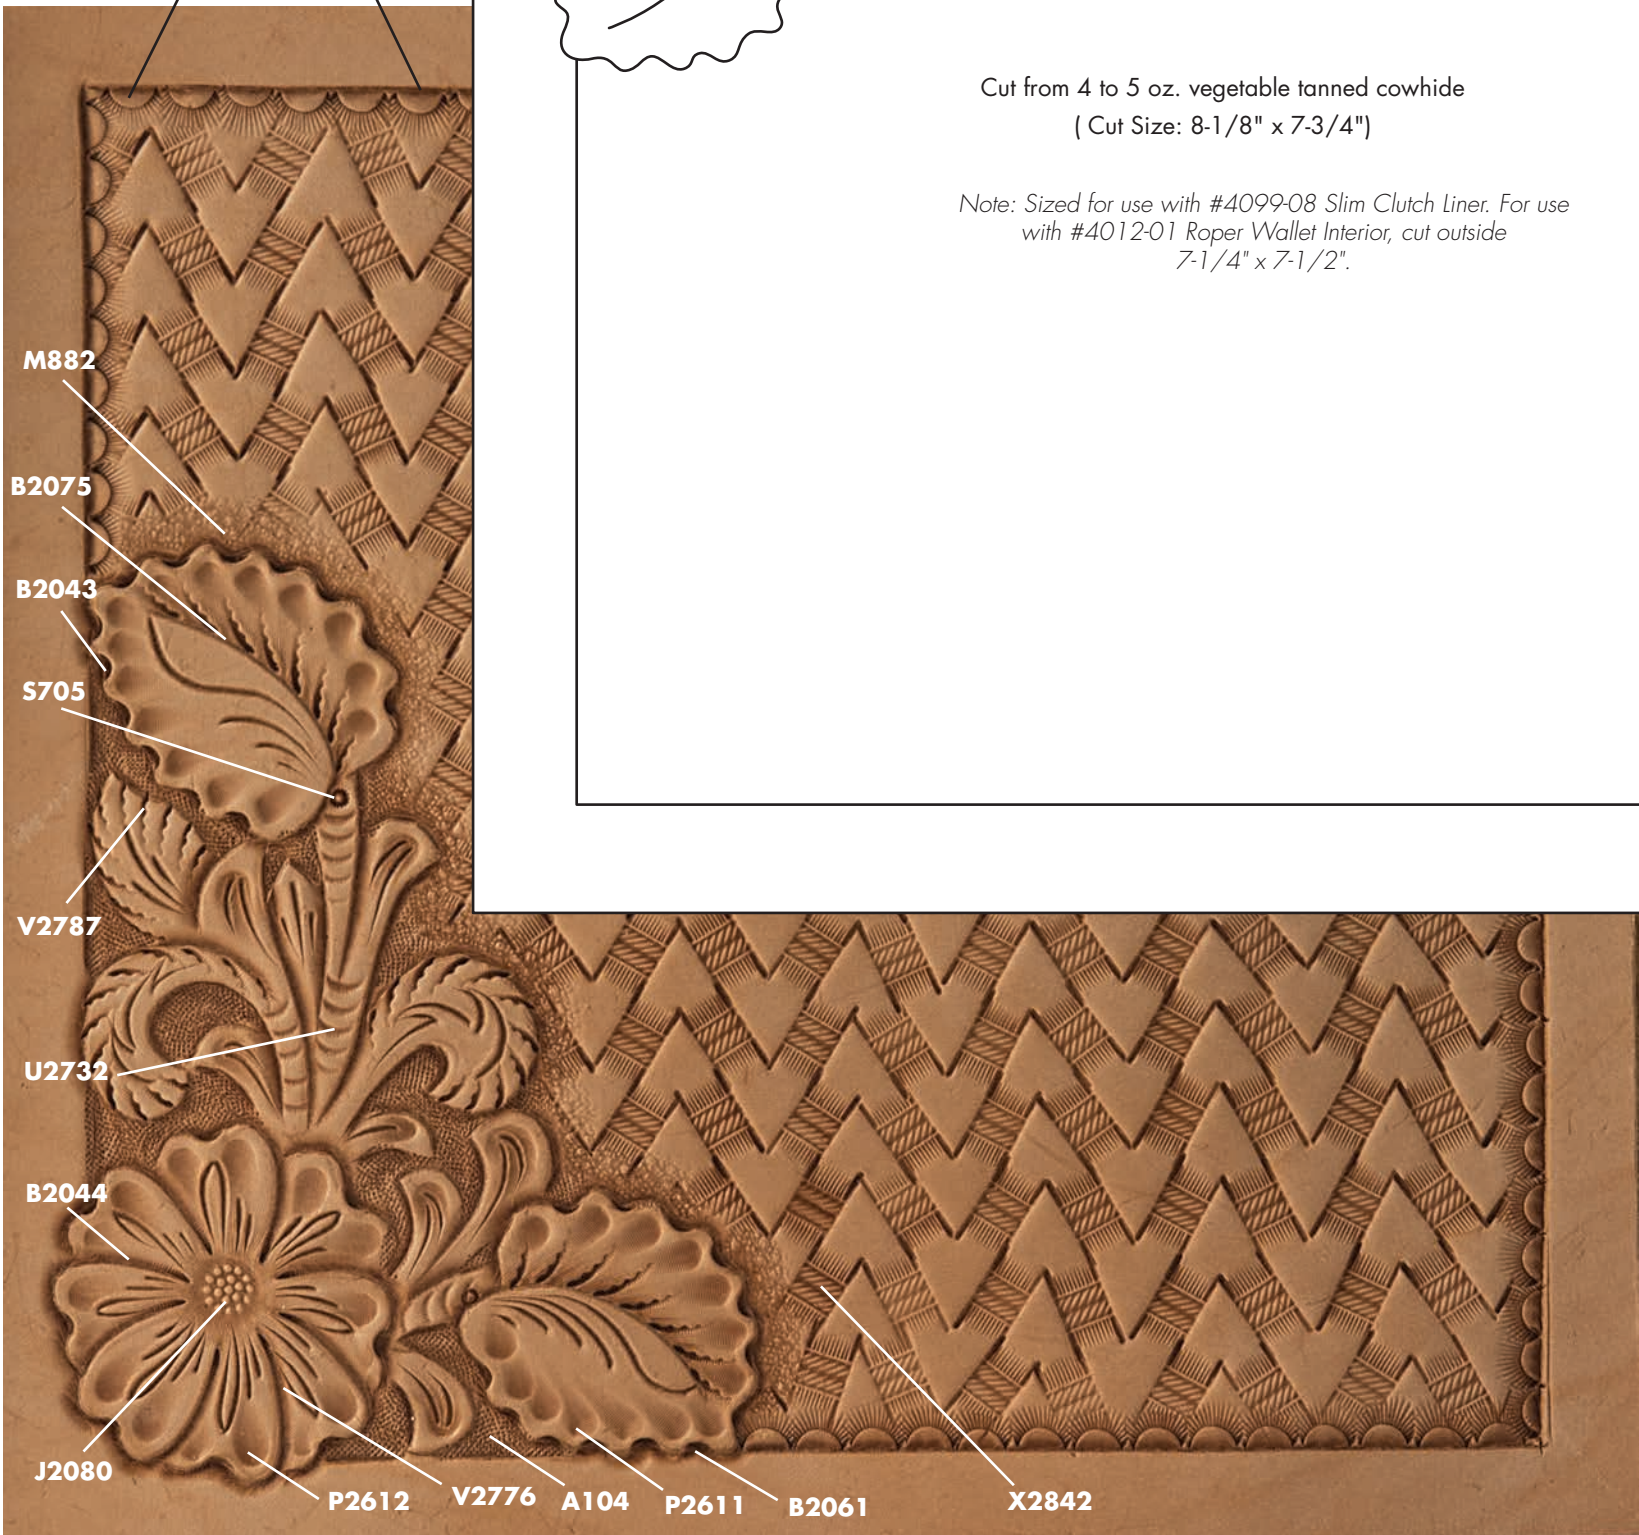 Cut from 4 to 5 oz. vegetable tanned cowhide
( Cut Size: 8-1/8" x 7-3/4")
Note: Sized for use with #4099-08 Slim Clutch Liner. For use
with #4012-01 Roper Wallet Interior, cut outside
7-1/4" x 7-1/2".
M882
B2075
B2043
S705
V2787
U2732
B2044
J2080
P2612
V2776
A104
P2611
B2061
X2842